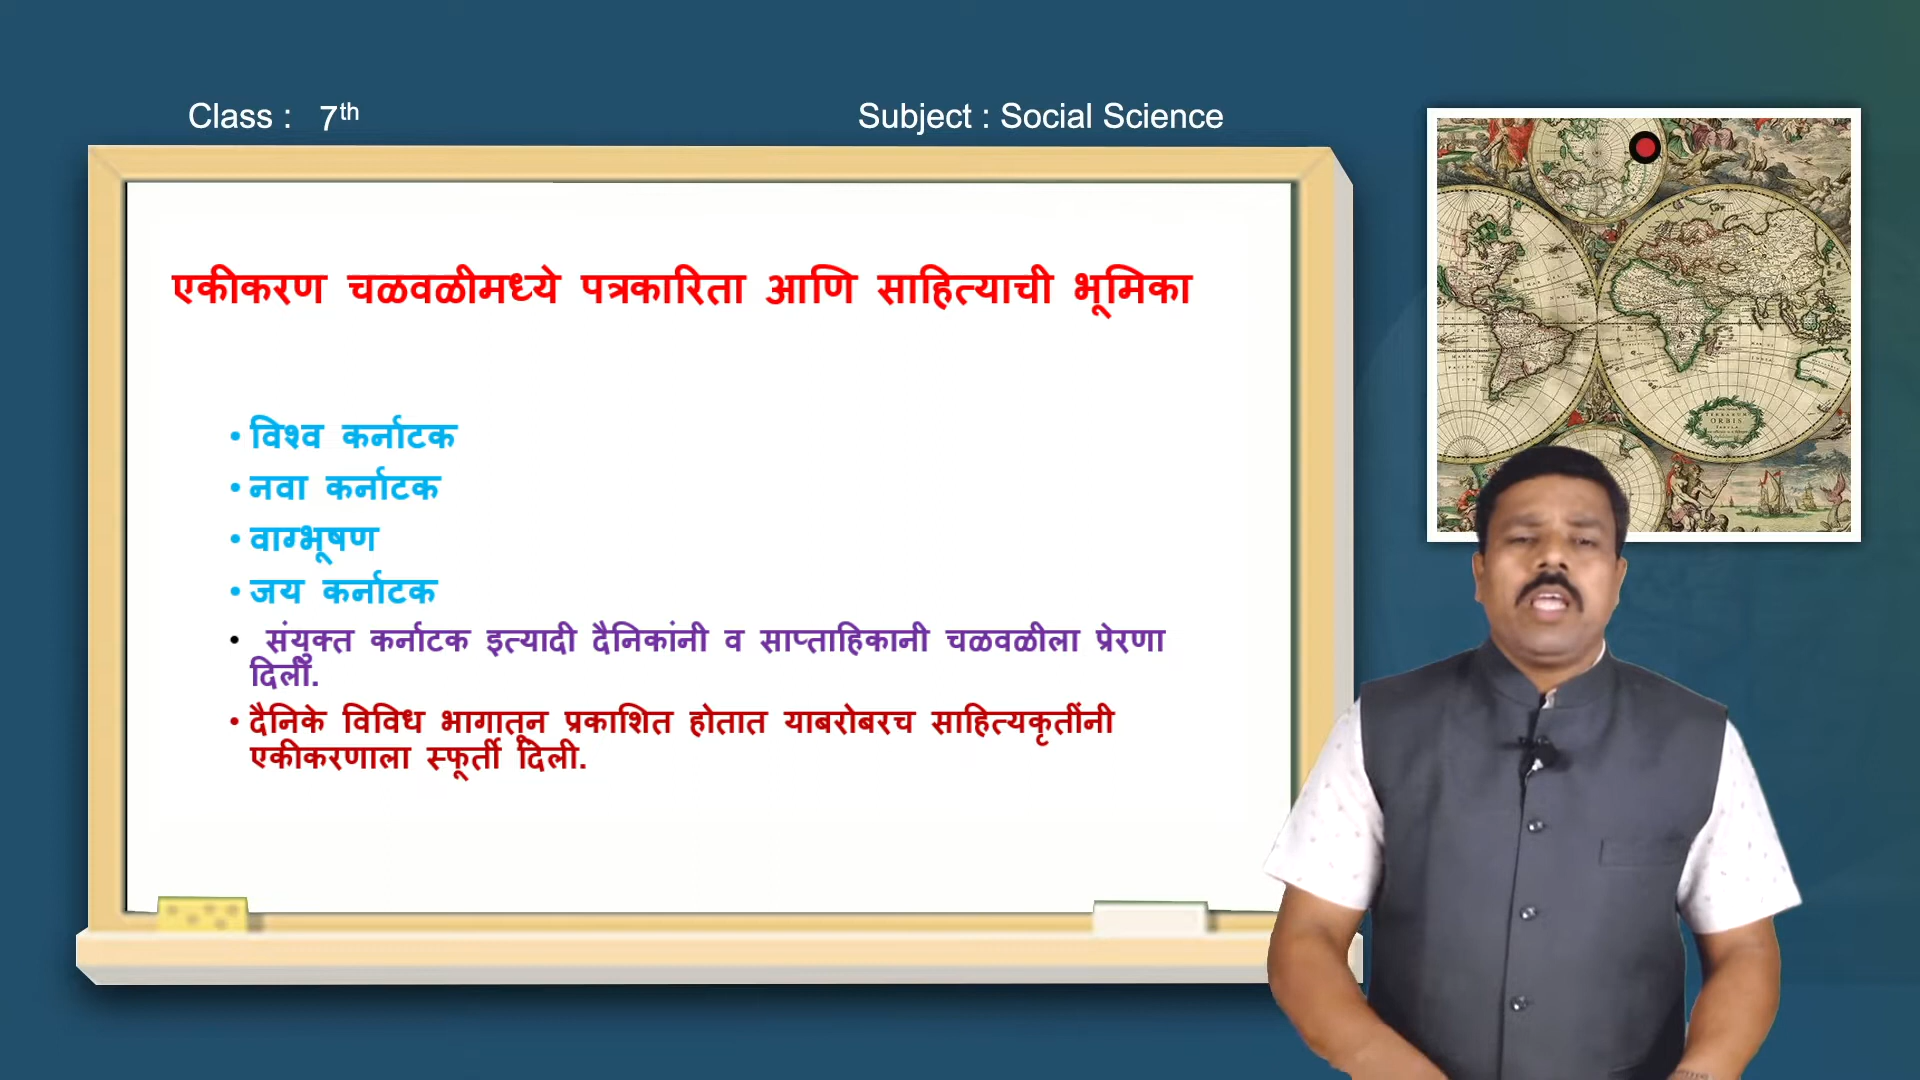 Class : 7th
Subject : Social Science
एकीकरण चळवळीमध्ये पत्रकारिता आणि साहित्याची भूमिका
• विश्व कर्नाटक
• नवा कर्नाटक
• वाग्भूषण
• जय कर्नाटक
• संयुक्त कर्नाटक इत्यादी दैनिकांनी व साप्ताहिकानी चळवळीला प्रेरणा
दिली.
• दैनिके विविध भागातून प्रकाशित होतात याबरोबरच साहित्यकृतींनी
एकीकरणाला स्फूर्ती दिली.